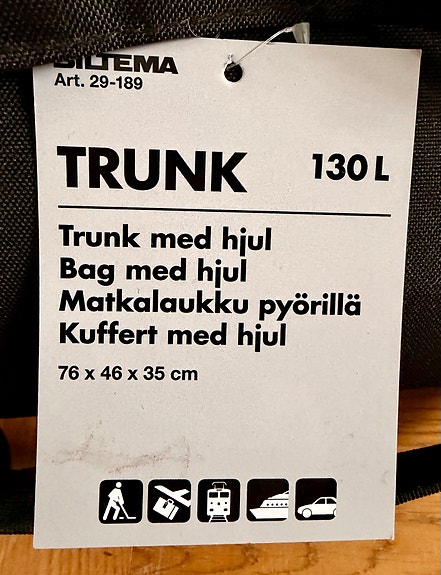 BILTEMA
Art. 29-189
TRUNK 130 L
Trunk med hjul
Bag med hjul
Matkalaukku pyörillä
Kuffert med hjul
76 x 46 x 35 cm